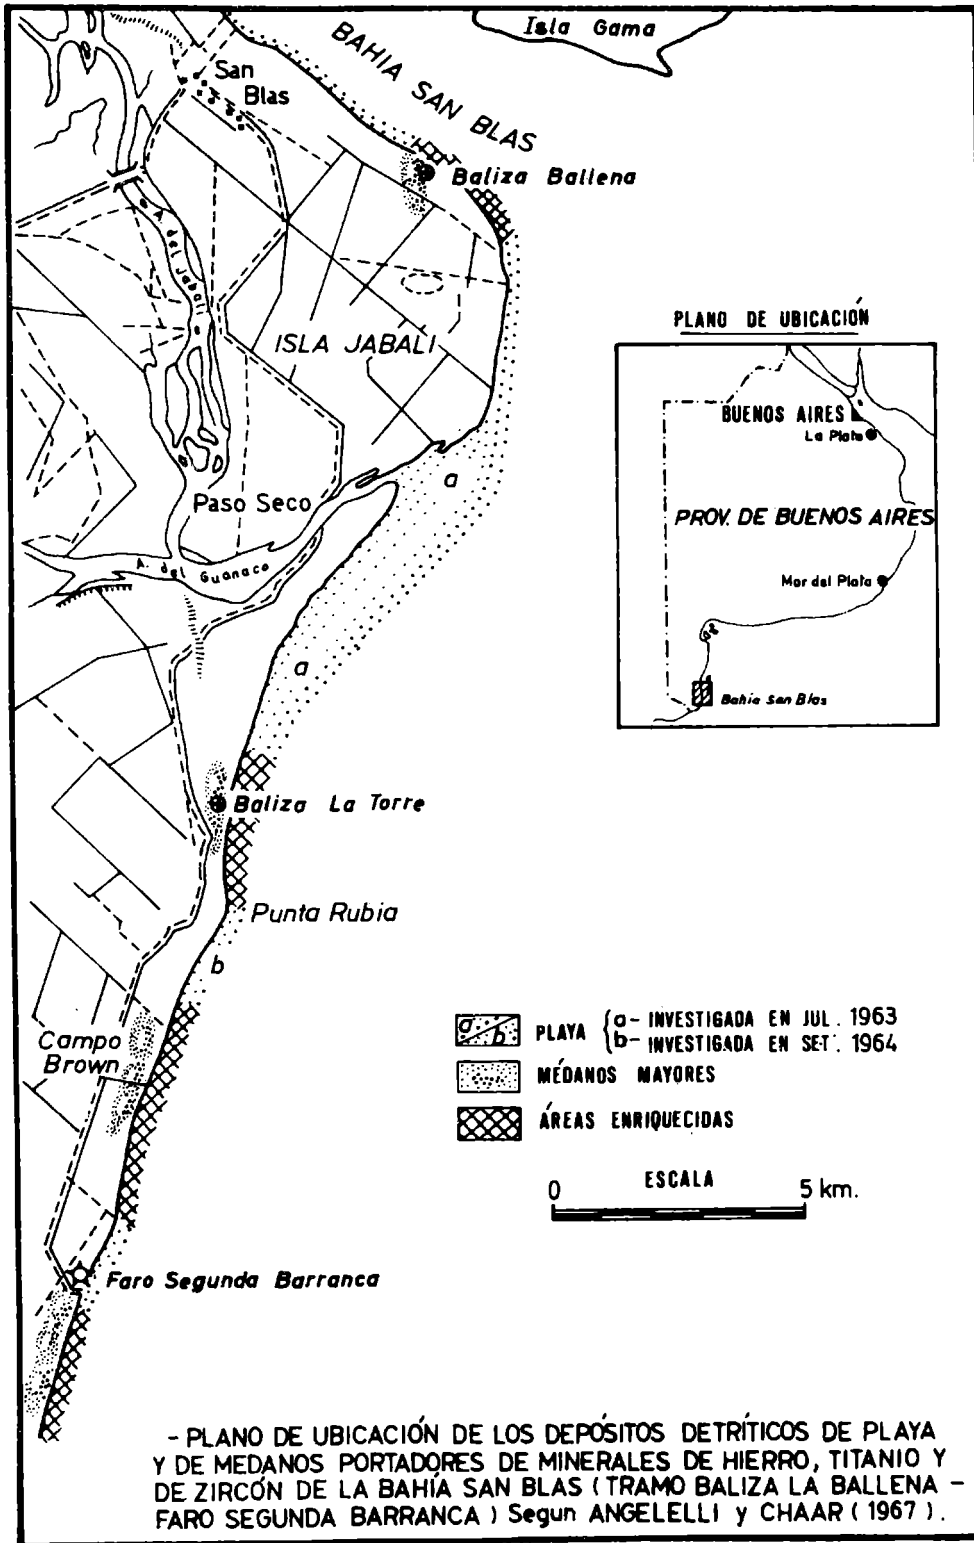 Isla Gama
BAHIA SAN BLAS
San
Blas
Baliza Ballena
A. del Jabalí
ISLA JABALI
PLANO DE UBICACIÓN
BUENOS AIRES
La Plata
PROV. DE BUENOS AIRES
Mar del Plata
Bahía San Blas
a
Paso Seco
A. del Guanaco
a
Baliza La Torre
Punta Rubia
b
Campo
Brown
a b PLAYA { a- INVESTIGADA EN JUL. 1963
b- INVESTIGADA EN SET. 1964
MÉDANOS MAYORES
ÁREAS ENRIQUECIDAS
ESCALA
0 5 km.
Faro Segunda Barranca
- PLANO DE UBICACIÓN DE LOS DEPÓSITOS DETRÍTICOS DE PLAYA
Y DE MEDANOS PORTADORES DE MINERALES DE HIERRO, TITANIO Y
DE ZIRCÓN DE LA BAHÍA SAN BLAS (TRAMO BALIZA LA BALLENA -
FARO SEGUNDA BARRANCA) Segun ANGELELLI y CHAAR (1967).